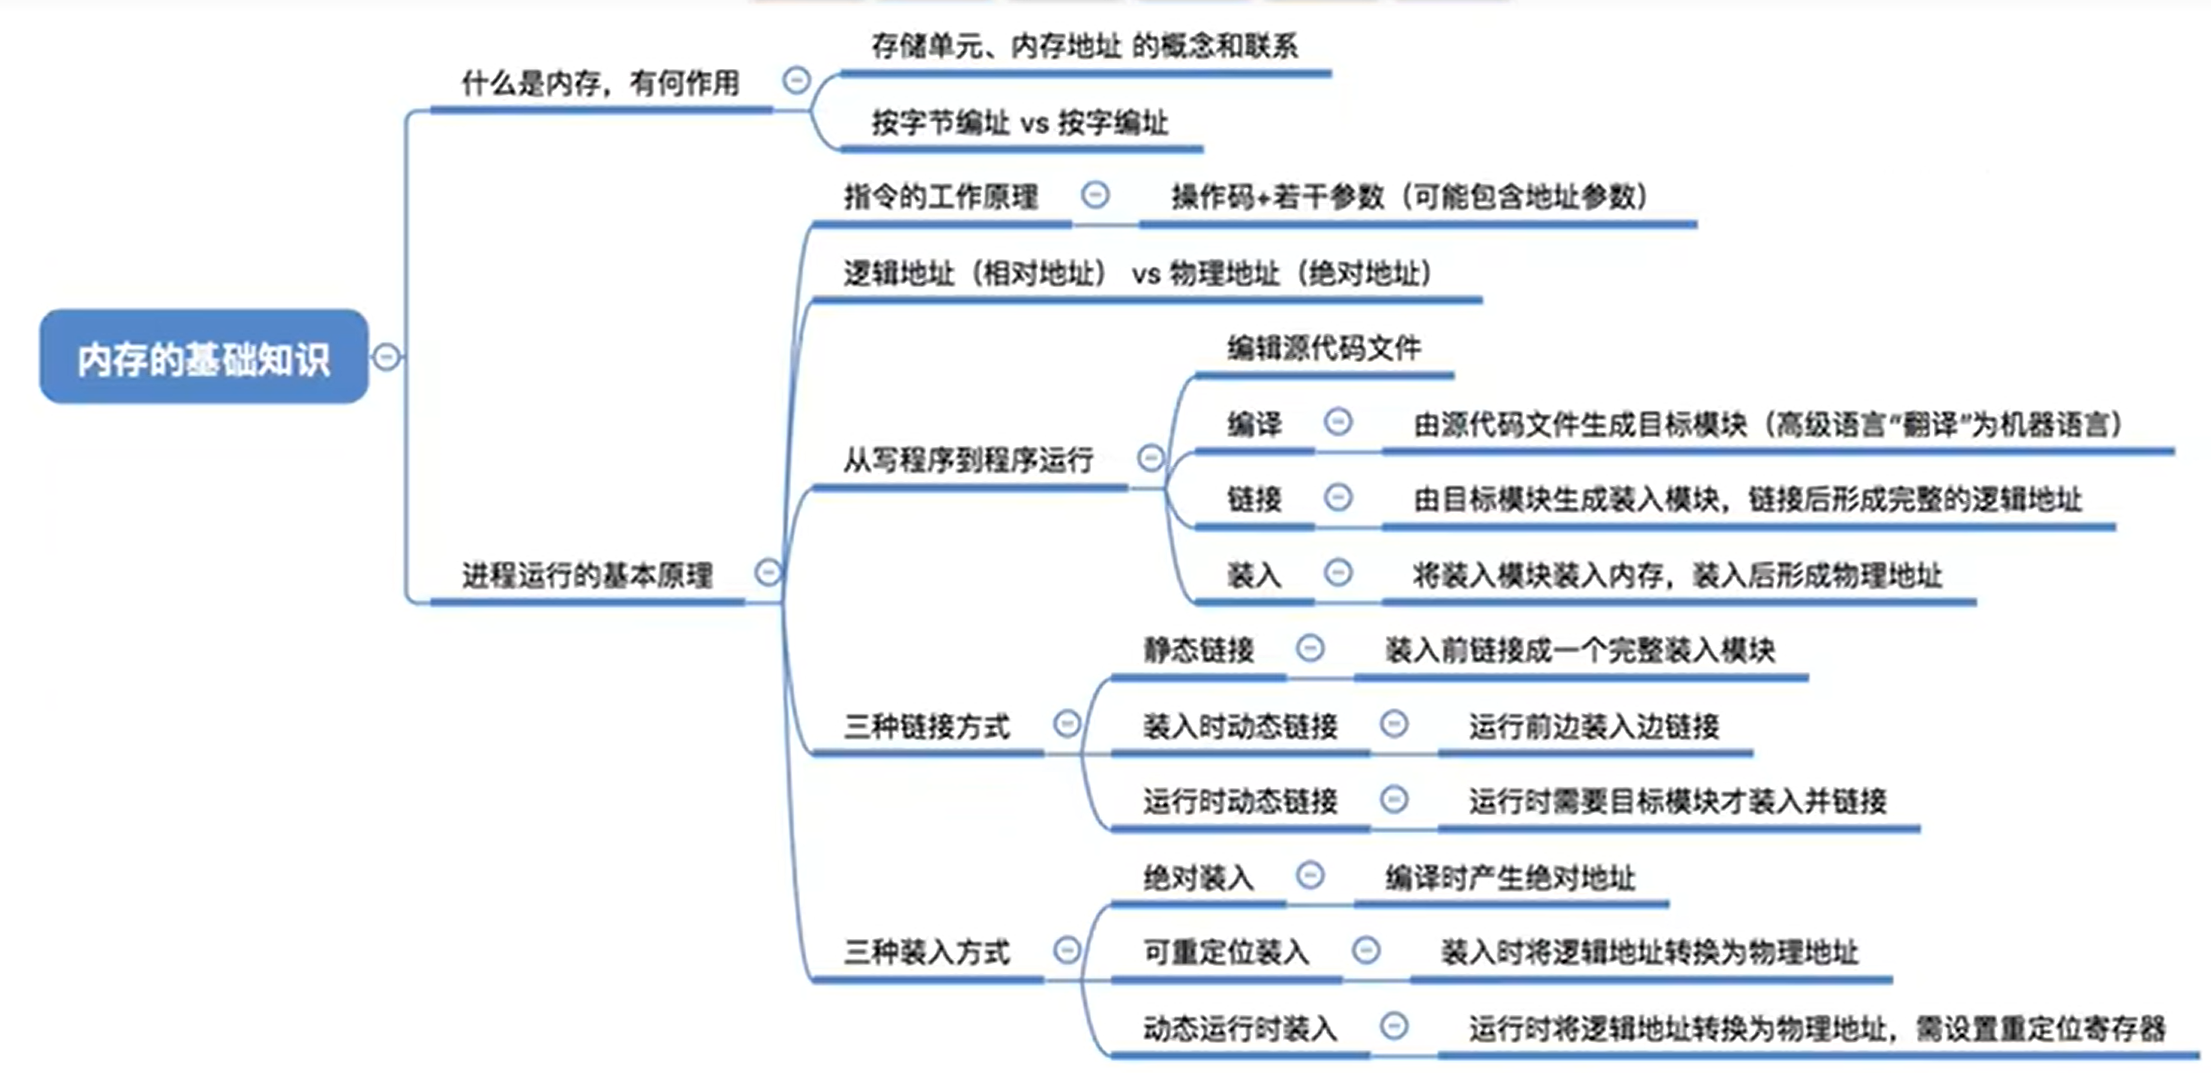 存储单元、内存地址 的概念和联系
什么是内存，有何作用
按字节编址 vs 按字编址
指令的工作原理
操作码+若干参数（可能包含地址参数）
逻辑地址（相对地址） vs 物理地址（绝对地址）
内存的基础知识
编辑源代码文件
编译
由源代码文件生成目标模块（高级语言“翻译”为机器语言）
从写程序到程序运行
链接
由目标模块生成装入模块，链接后形成完整的逻辑地址
进程运行的基本原理
装入
将装入模块装入内存，装入后形成物理地址
静态链接
装入前链接成一个完整装入模块
三种链接方式
装入时动态链接
运行前边装入边链接
运行时动态链接
运行时需要目标模块才装入并链接
绝对装入
编译时产生绝对地址
三种装入方式
可重定位装入
装入时将逻辑地址转换为物理地址
动态运行时装入
运行时将逻辑地址转换为物理地址，需设置重定位寄存器